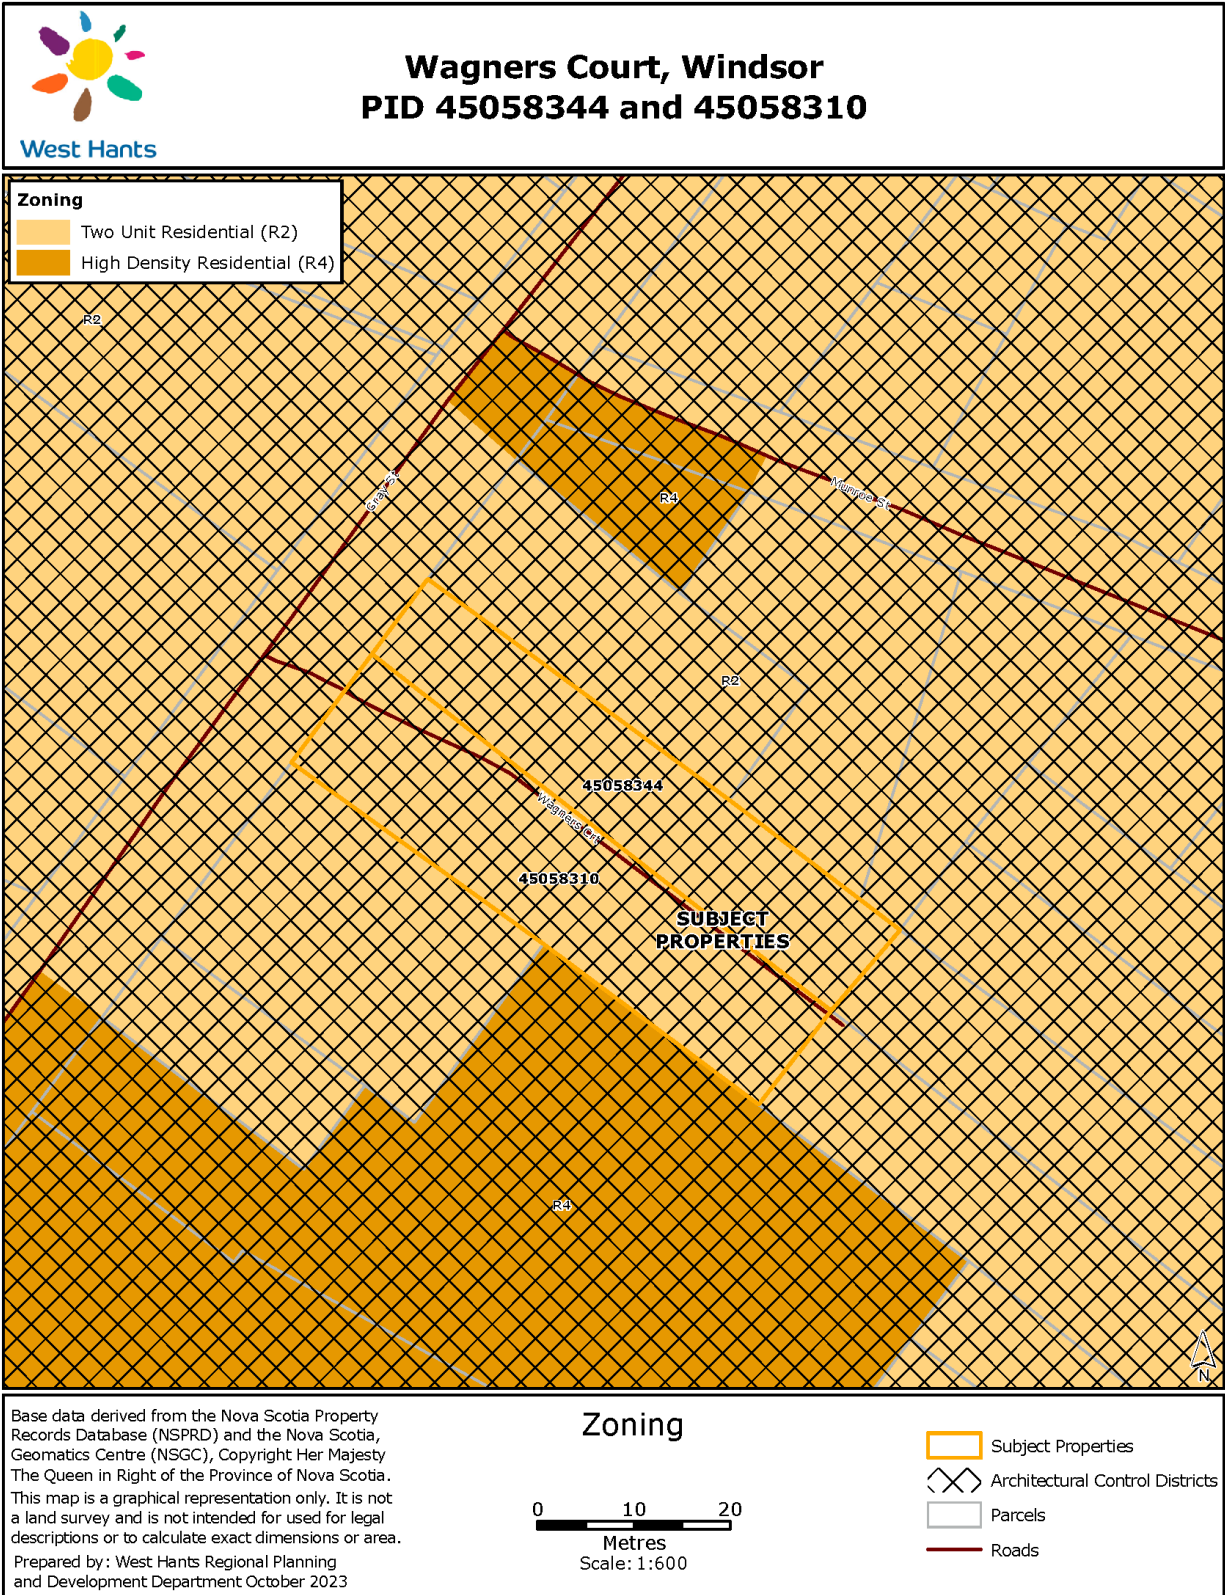 West Hants
Wagners Court, Windsor
PID 45058344 and 45058310
Zoning
Two Unit Residential (R2)
High Density Residential (R4)
R2
Gray St
R4
Munroe St
R2
45058344
Wagners Crt
45058310
SUBJECT
PROPERTIES
R4
N
Base data derived from the Nova Scotia Property
Records Database (NSPRD) and the Nova Scotia,
Geomatics Centre (NSGC), Copyright Her Majesty
The Queen in Right of the Province of Nova Scotia.
This map is a graphical representation only. It is not
a land survey and is not intended for used for legal
descriptions or to calculate exact dimensions or area.
Prepared by: West Hants Regional Planning
and Development Department October 2023
Zoning
0 10 20
Metres
Scale: 1:600
Subject Properties
Architectural Control Districts
Parcels
Roads